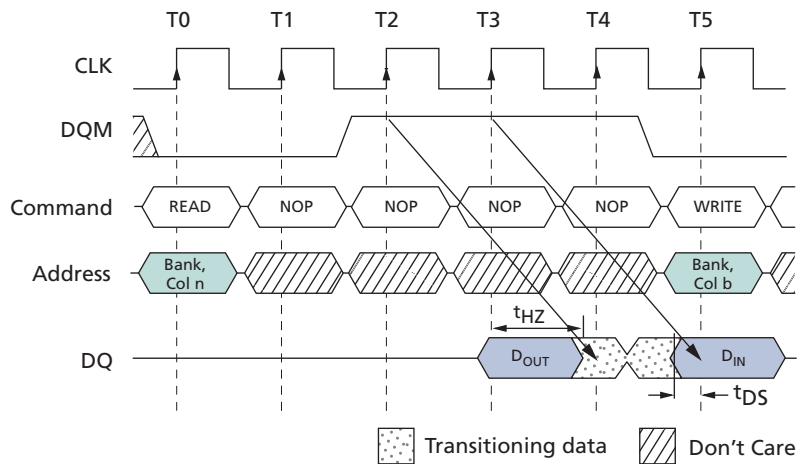 T0 T1 T2 T3 T4 T5
CLK
DQM
Command READ NOP NOP NOP NOP WRITE
Address Bank, Col n Bank, Col b
tHZ
DQ DOUT DIN
tDS
Transitioning data Don't Care